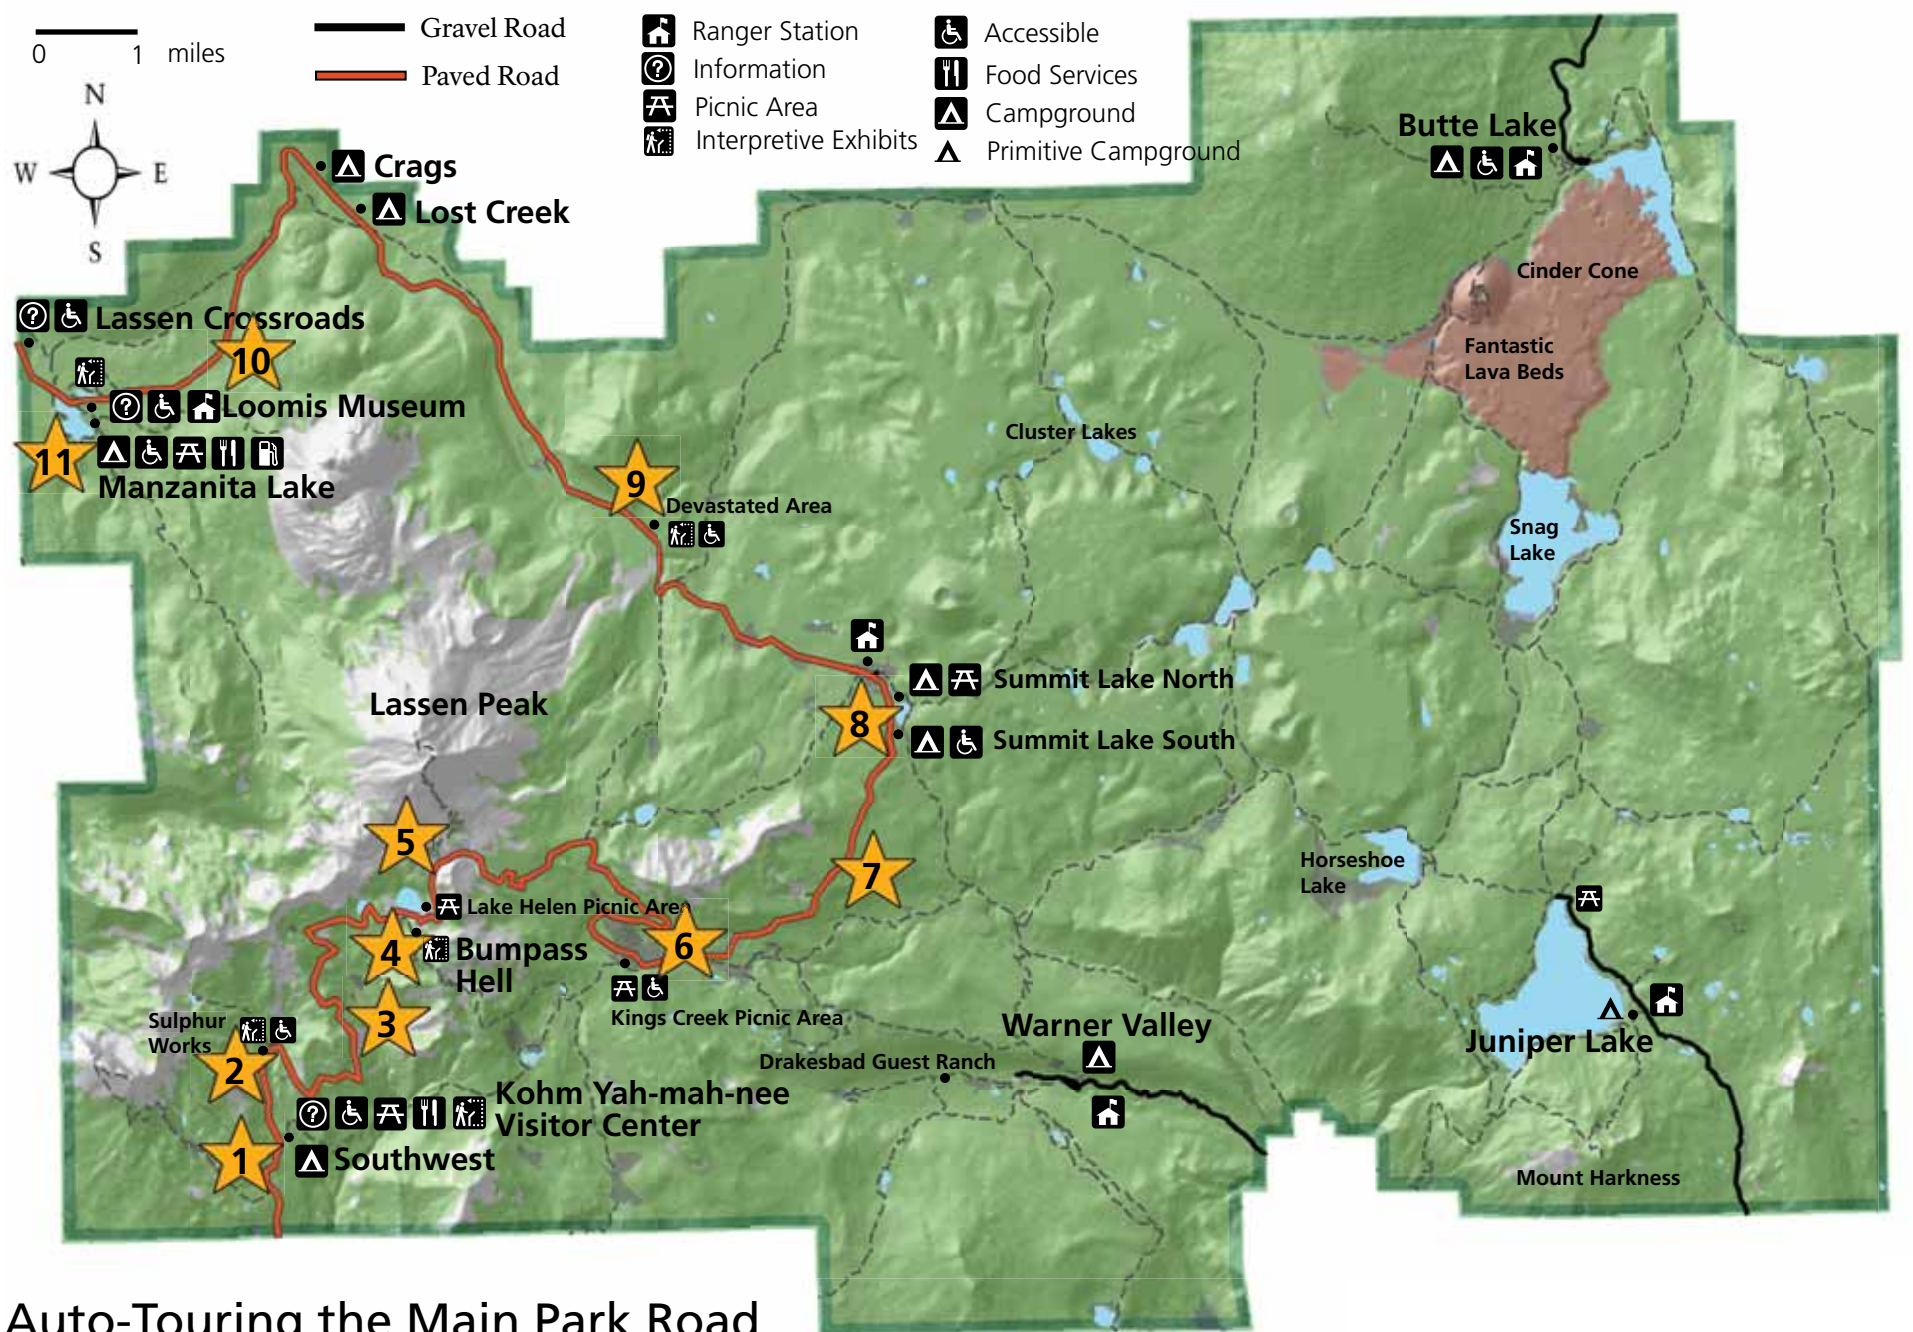 0 1 miles
Gravel Road
Paved Road
Ranger Station
Information
Picnic Area
Interpretive Exhibits
Accessible
Food Services
Campground
Primitive Campground
N
W E
S
Crags
Lost Creek
Butte Lake
Cinder Cone
Fantastic
Lava Beds
Lassen Crossroads
10
Loomis Museum
11
Manzanita Lake
9
Devastated Area
Cluster Lakes
Snag
Lake
Lassen Peak
8
Summit Lake North
Summit Lake South
5
7
Horseshoe
Lake
Lake Helen Picnic Area
4
Bumpass
Hell
6
3
Kings Creek Picnic Area
Sulphur
Works
2
Warner Valley
Drakesbad Guest Ranch
Juniper Lake
Kohm Yah-mah-nee
Visitor Center
1
Southwest
Mount Harkness
Auto-Touring the Main Park Road